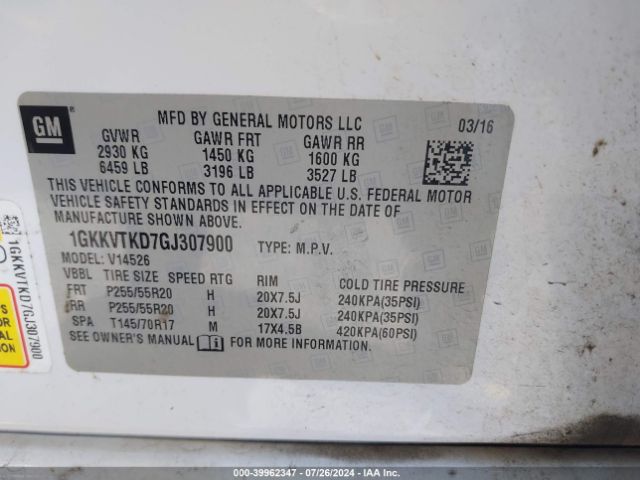 GM
MFD BY GENERAL MOTORS LLC 03/16
GVWR GAWR FRT GAWR RR
2930 KG 1450 KG 1600 KG
6459 LB 3196 LB 3527 LB
THIS VEHICLE CONFORMS TO ALL APPLICABLE U.S. FEDERAL MOTOR
VEHICLE SAFETY STANDARDS IN EFFECT ON THE DATE OF
MANUFACTURE SHOWN ABOVE.
1GKKVTKD7GJ307900 TYPE: M.P.V.
MODEL: V14526
VBBL TIRE SIZE SPEED RTG RIM COLD TIRE PRESSURE
FRT P255/55R20 H 20X7.5J 240KPA(35PSI)
RR P255/55R20 H 20X7.5J 240KPA(35PSI)
SPA T145/70R17 M 17X4.5B 420KPA(60PSI)
SEE OWNER'S MANUAL FOR MORE INFORMATION.
1GKKVTKD7GJ307900
000-39962347 07/26/2024 IAAI.COM